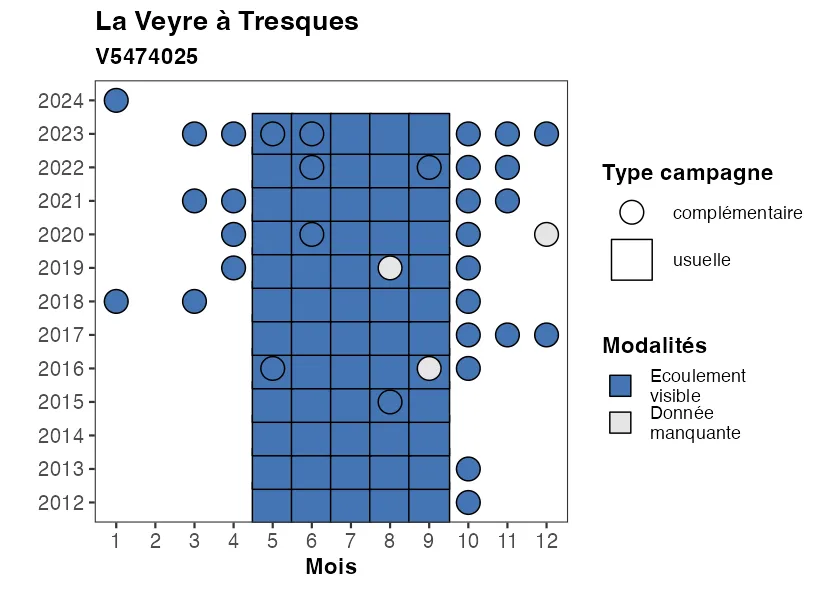 La Veyre à Tresques
V5474025
2024
2023
2022
2021
2020
2019
2018
2017
2016
2015
2014
2013
2012
1 2 3 4 5 6 7 8 9 10 11 12
Mois
Type campagne
complémentaire
usuelle
Modalités
Ecoulement
visible
Donnée
manquante